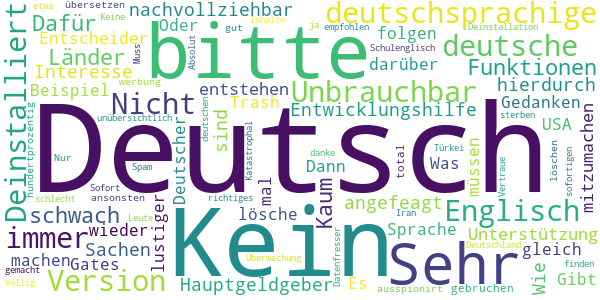 etwa übersetzen nachvollziehbar bitte deutschsprachige
Keine Dafür Oder gut ja Inhalte empfohlen Deinstallation
Entscheider Länder Absolut Muss Schulenglisch folgen deutsche
Interesse werbung darüber Funktionen
Deinstalliert Beispiel entstehen Unbrauchbar hierdurch
Nicht Trash Entwicklungshilfe Gedanken
hundertprozentig unübersichtlich sind USA sterben mitzumachen
Deutsch
Deutscher deutschen Katastrophal danke Türkei löschen
Nur Spam mal Dann total Was müssen Vertraue sofortigen
schlecht Sofort ansonsten richtiges Kein Kaum angefeagt Englisch
schwach wieder Leute lösche Iran Sprache Unterstützung
immer Sachen lustiger Sehr Deutschland gleich
gemacht machen Gates Überwachung Datenfresser Wie finden
Völlig Version Hauptgeldgeber Es ausspioniert gebruchen Gibt